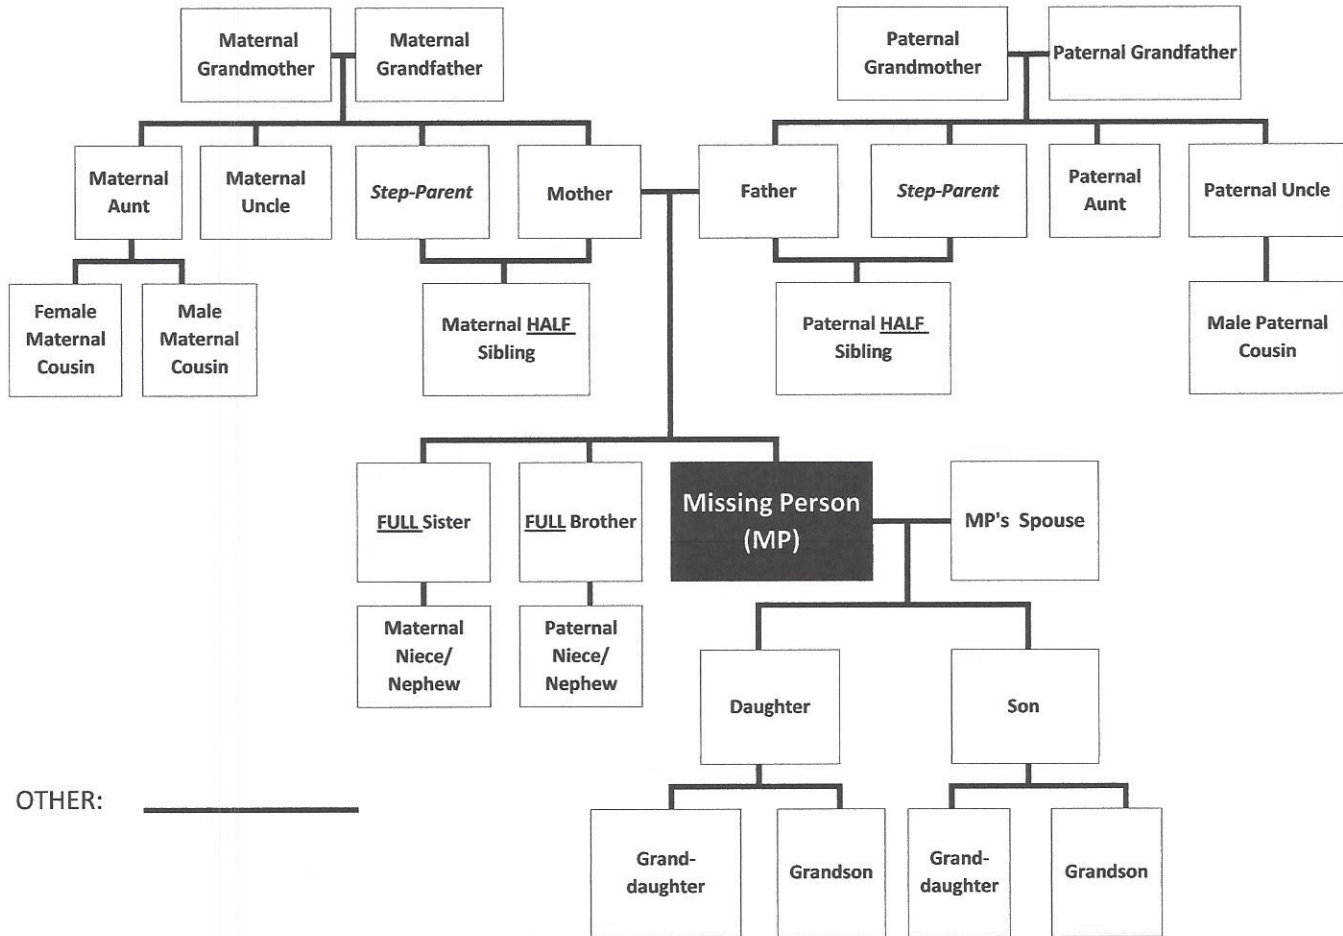 Maternal
Grandmother
Maternal
Grandfather
Paternal
Grandmother
Paternal Grandfather
Maternal
Aunt
Maternal
Uncle
Step-Parent
Mother
Father
Step-Parent
Paternal
Aunt
Paternal Uncle
Female
Maternal
Cousin
Male
Maternal
Cousin
Maternal HALF
Sibling
Paternal HALF
Sibling
Male Paternal
Cousin
FULL Sister
FULL Brother
Missing Person
(MP)
MP's Spouse
Maternal
Niece/
Nephew
Paternal
Niece/
Nephew
Daughter
Son
OTHER:
Grand-
daughter
Grandson
Grand-
daughter
Grandson